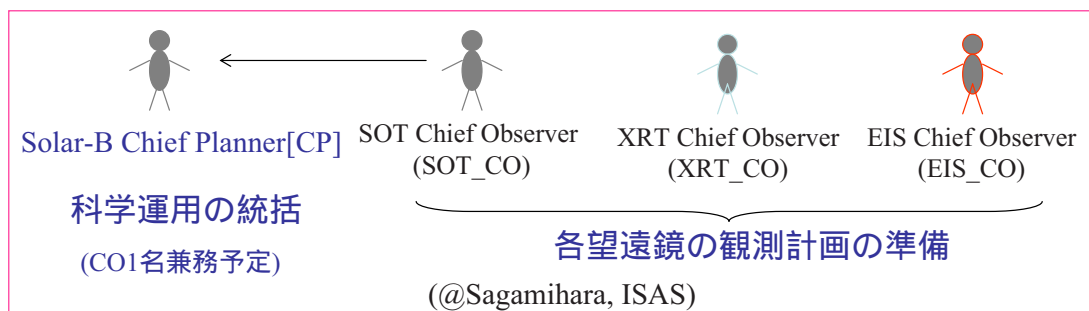 Solar-B Chief Planner[CP]
科学運用の統括
(CO1名兼務予定)
SOT Chief Observer
(SOT_CO)
XRT Chief Observer
(XRT_CO)
EIS Chief Observer
(EIS_CO)
各望遠鏡の観測計画の準備
(@Sagamihara, ISAS)